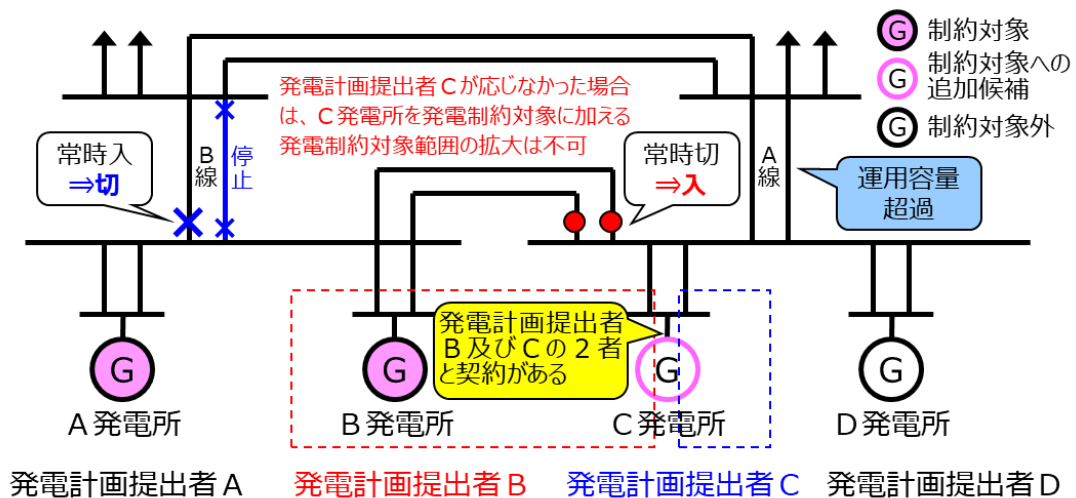 G 制約対象
G 制約対象への
追加候補
G 制約対象外
発電計画提出者Cが応じなかった場合
は、C発電所を発電制約対象に加える
発電制約対象範囲の拡大は不可
常時入
⇒切
B線
停止
常時切
⇒入
A線
運用容量
超過
発電計画提出者
B及びCの2者
と契約がある
G
G
G
G
A発電所
B発電所
C発電所
D発電所
発電計画提出者A
発電計画提出者B
発電計画提出者C
発電計画提出者D